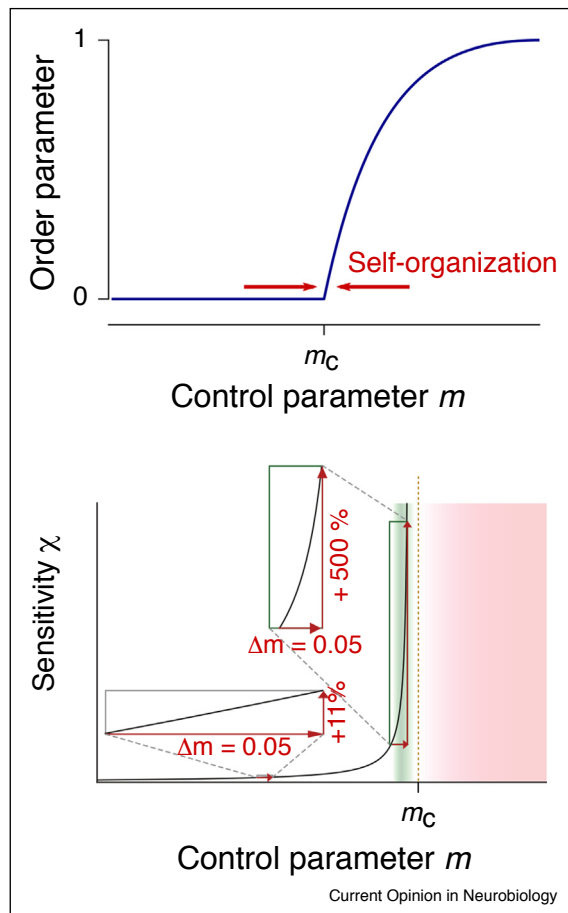 1
Order parameter
Self-organization
0
mc
Control parameter m
Sensitivity χ
+ 500 %
Δm = 0.05
+11%
Δm = 0.05
mc
Control parameter m
Current Opinion in Neurobiology